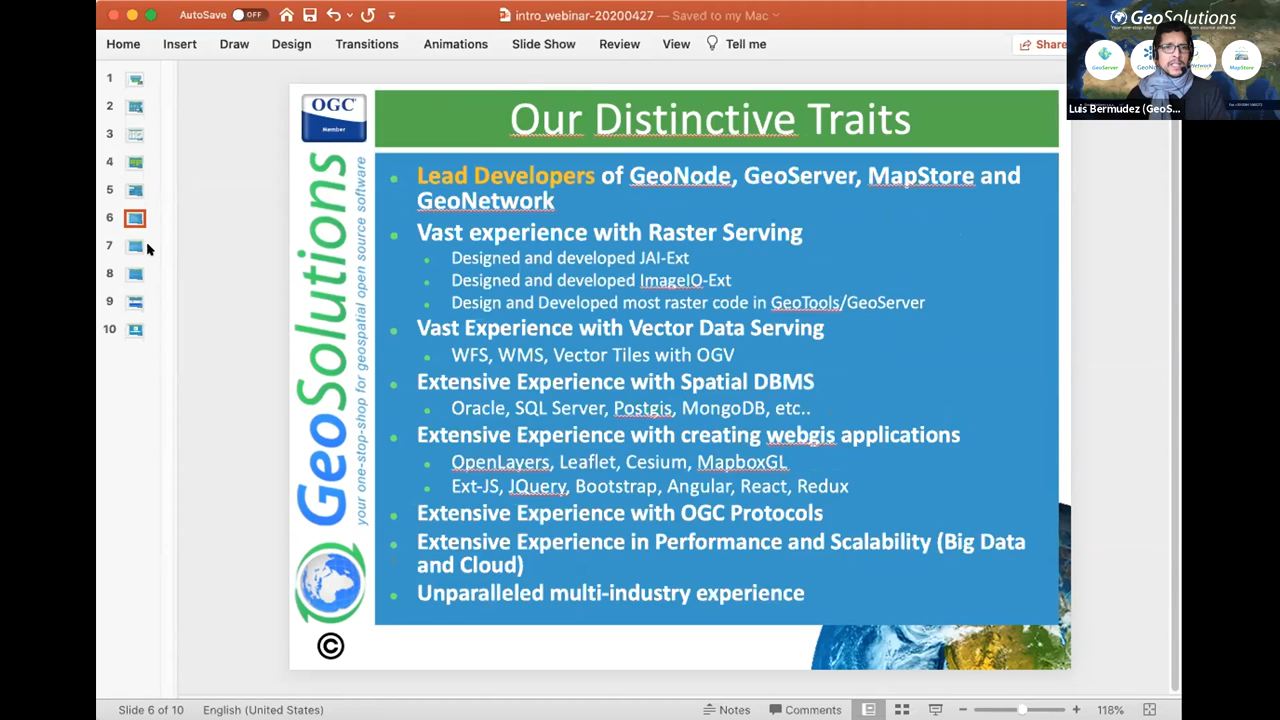 AutoSave OFF
intro_webinar-20200427 — Saved to my Mac
Home Insert Draw Design Transitions Animations Slide Show Review View Tell me Share
GeoSolutions
GeoServer
MapStore
Luis Bermudez (GeoS...
1
2
3
4
5
6
7
8
9
10
OGC
Member
GeoSolutions
your one-stop-shop for geospatial open source software
©
Our Distinctive Traits
Lead Developers of GeoNode, GeoServer, MapStore and
GeoNetwork
Vast experience with Raster Serving
Designed and developed JAI-Ext
Designed and developed ImageIO-Ext
Design and Developed most raster code in GeoTools/GeoServer
Vast Experience with Vector Data Serving
WFS, WMS, Vector Tiles with OGV
Extensive Experience with Spatial DBMS
Oracle, SQL Server, Postgis, MongoDB, etc..
Extensive Experience with creating webgis applications
OpenLayers, Leaflet, Cesium, MapboxGL
Ext-JS, JQuery, Bootstrap, Angular, React, Redux
Extensive Experience with OGC Protocols
Extensive Experience in Performance and Scalability (Big Data
and Cloud)
Unparalleled multi-industry experience
Slide 6 of 10 English (United States) Notes Comments 118%